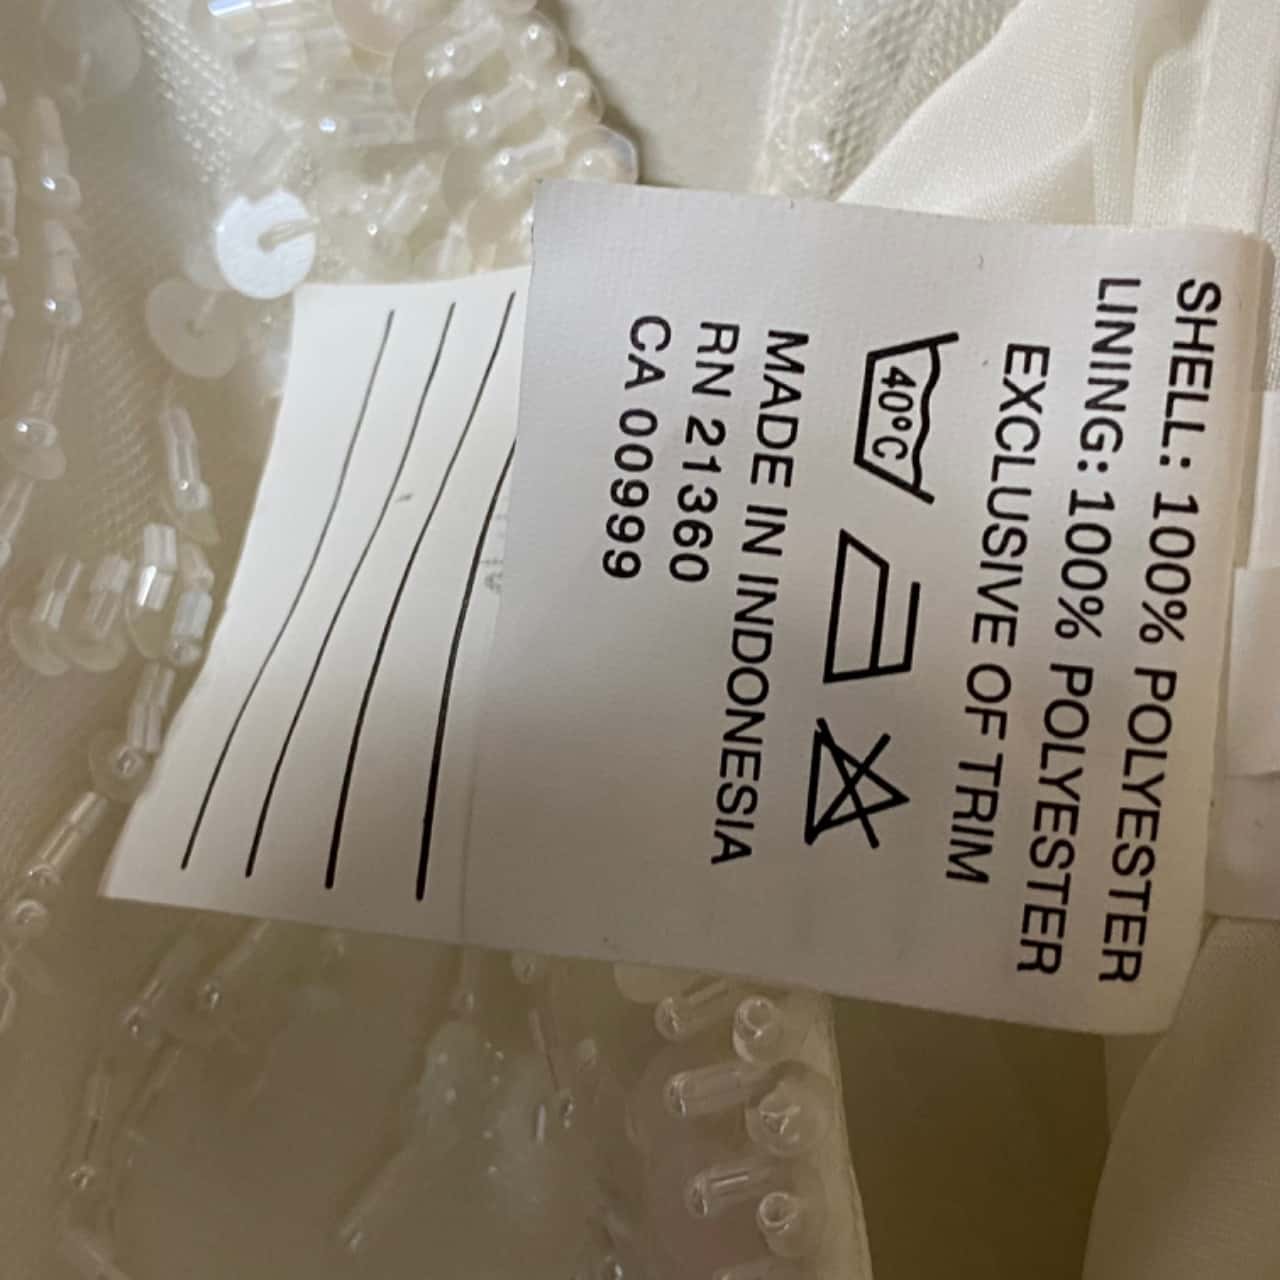 SHELL: 100% POLYESTER
LINING: 100% POLYESTER
EXCLUSIVE OF TRIM
40°C
MADE IN INDONESIA
RN 21360
CA 00999